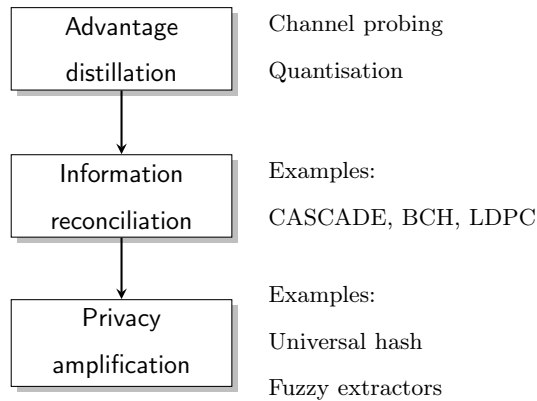 Advantage
distillation
Channel probing
Quantisation
Information
reconciliation
Examples:
CASCADE, BCH, LDPC
Privacy
amplification
Examples:
Universal hash
Fuzzy extractors